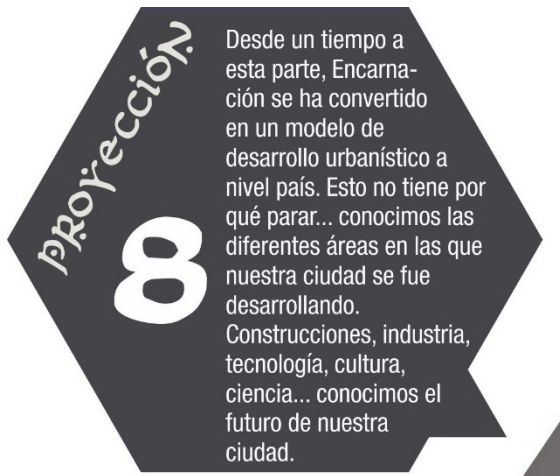 PROYECCIÓN
8
Desde un tiempo a
esta parte, Encarna-
ción se ha convertido
en un modelo de
desarrollo urbanístico a
nivel país. Esto no tiene por
qué parar... conocimos las
diferentes áreas en las que
nuestra ciudad se fue
desarrollando.
Construcciones, industria,
tecnología, cultura,
ciencia... conocimos el
futuro de nuestra
ciudad.